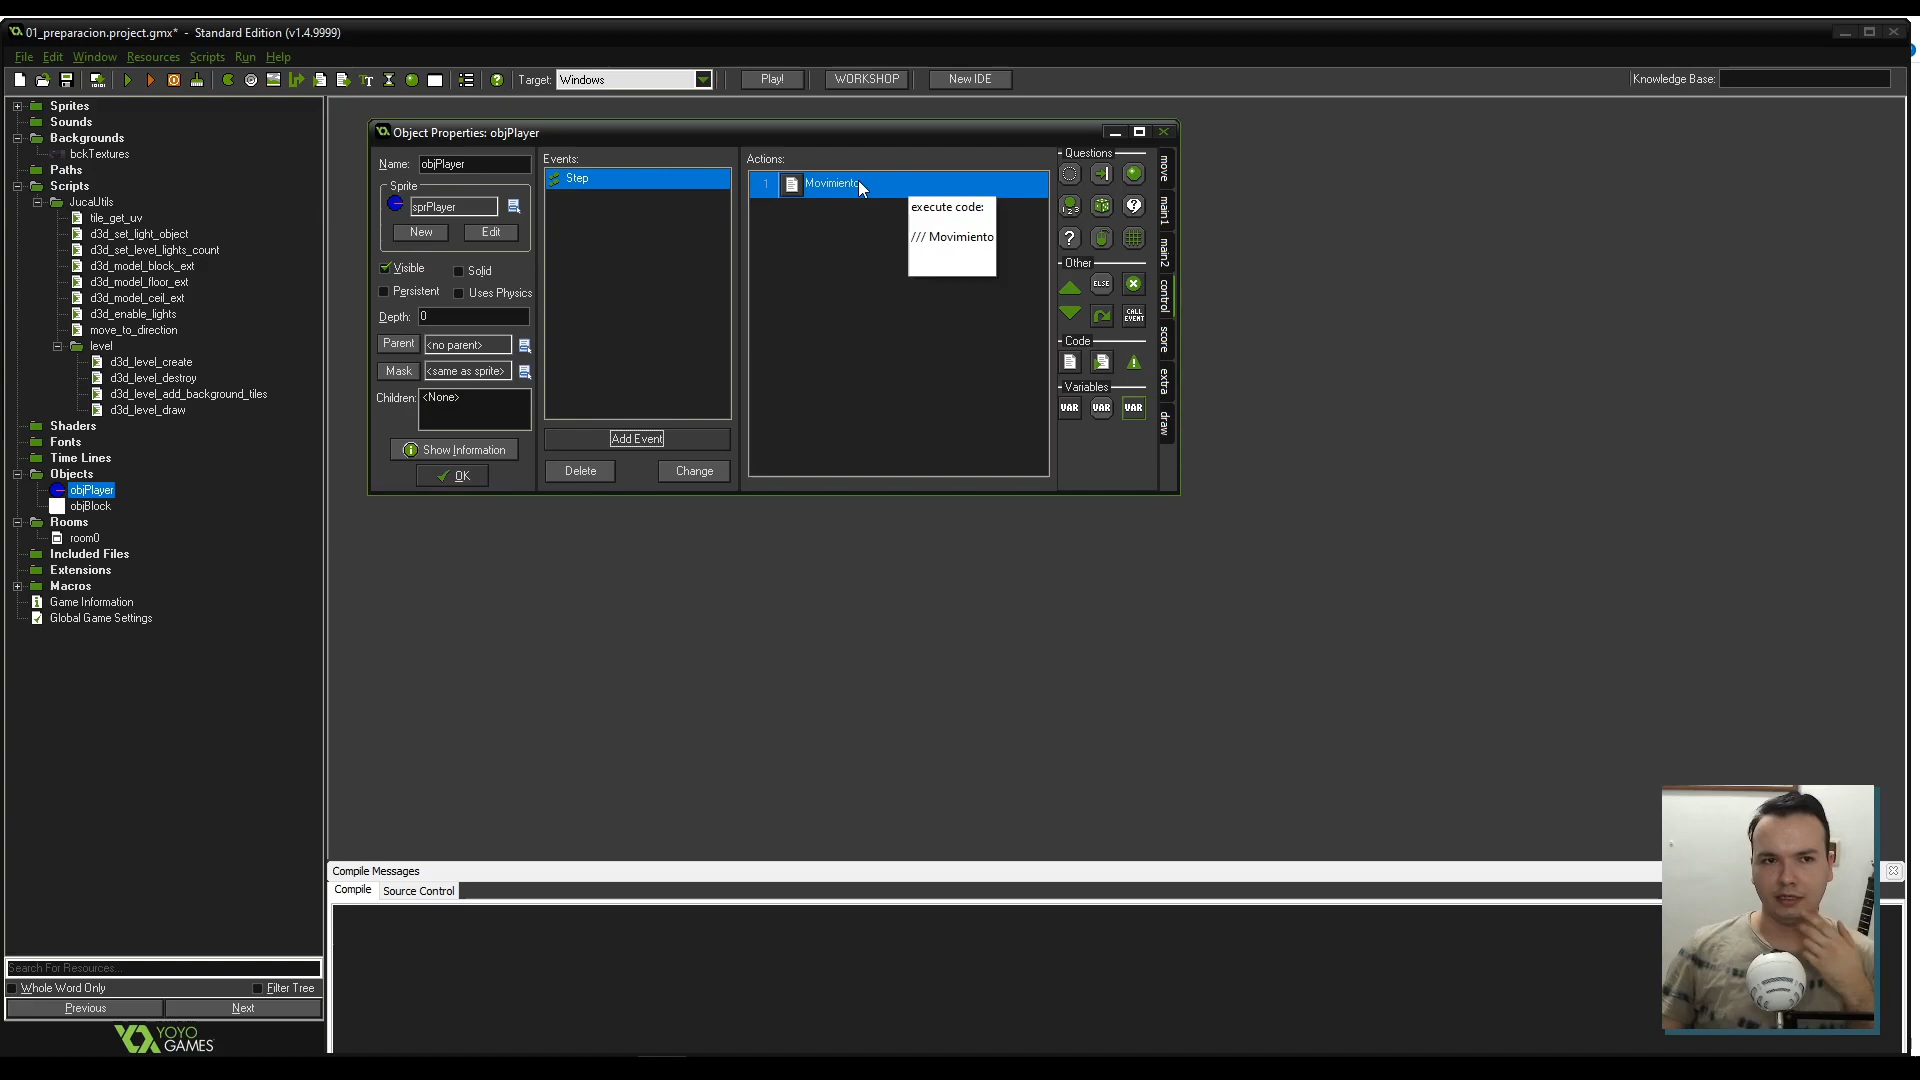 01_preparacion.project.gmx* - Standard Edition (v1.4.9999)
File Edit Window Resources Scripts Run Help
Target: Windows Play! WORKSHOP New IDE Knowledge Base:
Sprites
Sounds
Backgrounds
bckTextures
Paths
Scripts
JucaUtils
tile_get_uv
d3d_set_light_object
d3d_set_level_lights_count
d3d_model_block_ext
d3d_model_floor_ext
d3d_model_ceil_ext
d3d_enable_lights
move_to_direction
level
d3d_level_create
d3d_level_destroy
d3d_level_add_background_tiles
d3d_level_draw
Shaders
Fonts
Time Lines
Objects
objPlayer
objBlock
Rooms
room0
Included Files
Extensions
Macros
Game Information
Global Game Settings
Search For Resources...
Whole Word Only Filter Tree
Previous Next
YOYO
GAMES
Object Properties: objPlayer
Name: objPlayer
Sprite
sprPlayer
New Edit
Visible Solid
Persistent Uses Physics
Depth: 0
Parent <no parent>
Mask <same as sprite>
Children: <None>
Show Information
OK
Events:
Step
Add Event
Delete Change
Actions:
1 Movimiento
execute code:
/// Movimiento
Questions
Other
ELSE
CALL
EVENT
Code
Variables
VAR VAR VAR
move
main1
main2
control
score
extra
draw
Compile Messages
Compile Source Control